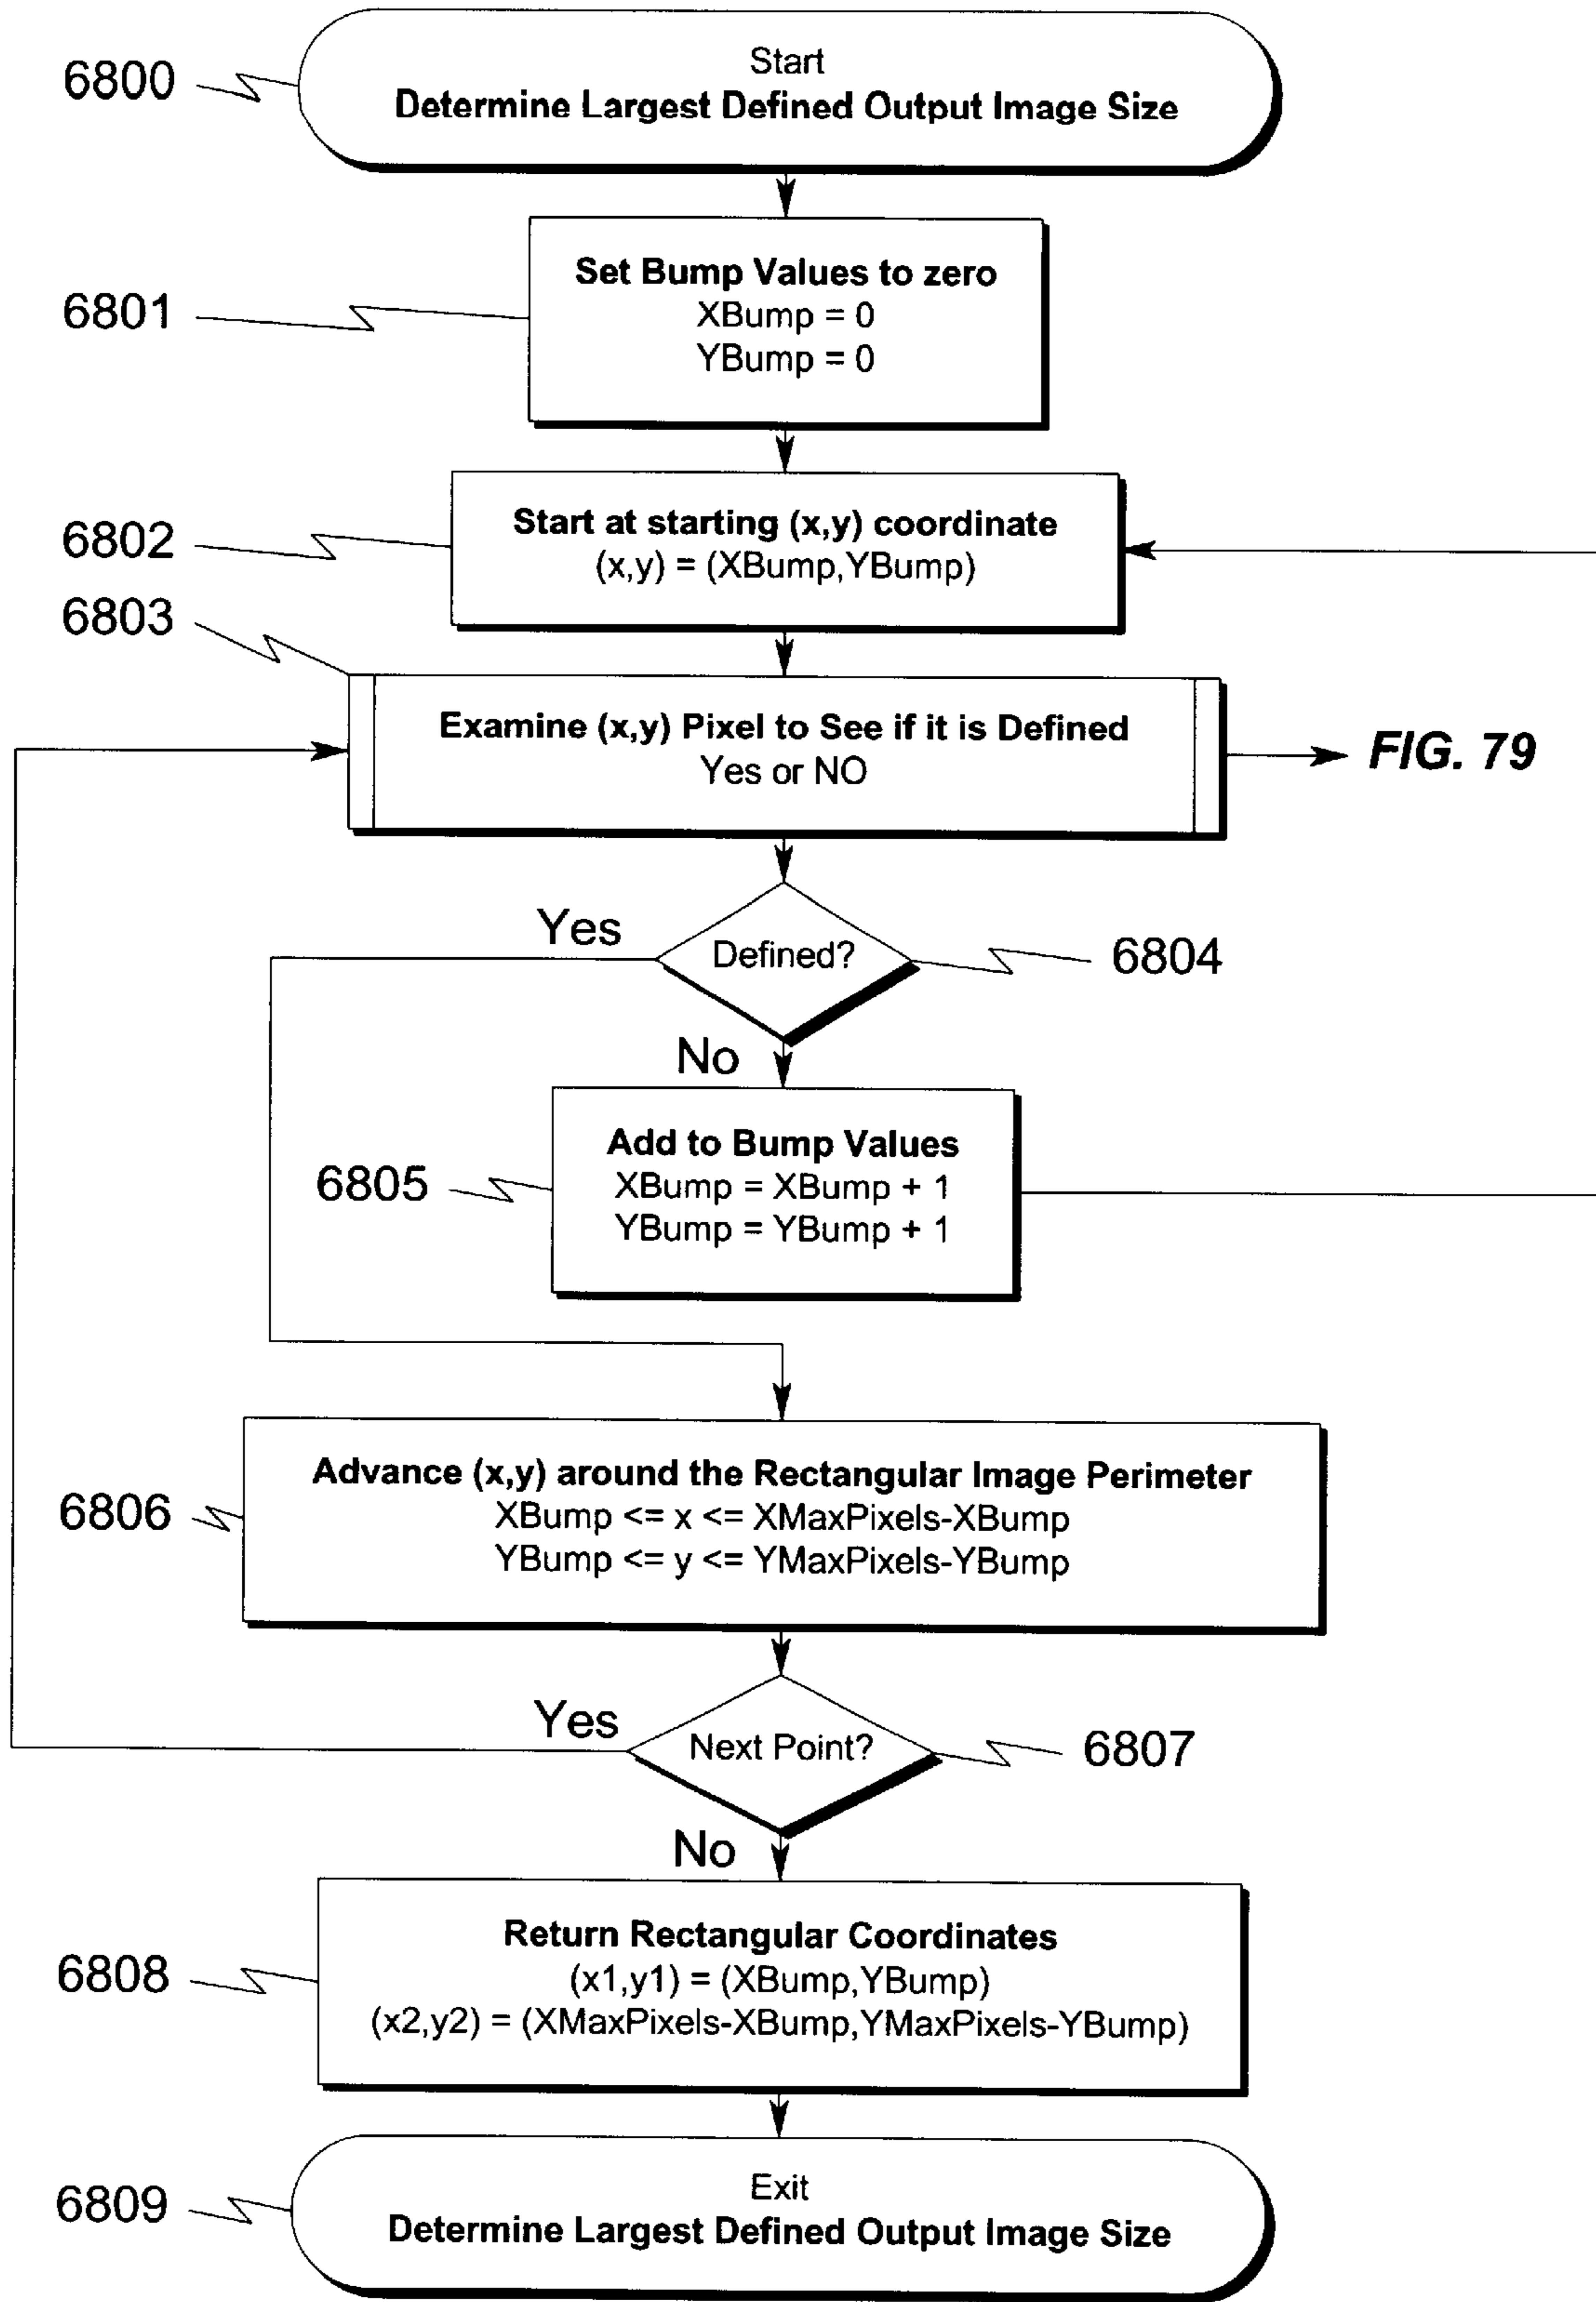 6800
Start
Determine Largest Defined Output Image Size
6801
Set Bump Values to zero
XBump = 0
YBump = 0
6802
Start at starting (x,y) coordinate
(x,y) = (XBump,YBump)
6803
Examine (x,y) Pixel to See if it is Defined
Yes or NO
FIG. 79
Yes
Defined?
6804
No
6805
Add to Bump Values
XBump = XBump + 1
YBump = YBump + 1
6806
Advance (x,y) around the Rectangular Image Perimeter
XBump <= x <= XMaxPixels-XBump
YBump <= y <= YMaxPixels-YBump
Yes
Next Point?
6807
No
6808
Return Rectangular Coordinates
(x1,y1) = (XBump,YBump)
(x2,y2) = (XMaxPixels-XBump,YMaxPixels-YBump)
6809
Exit
Determine Largest Defined Output Image Size